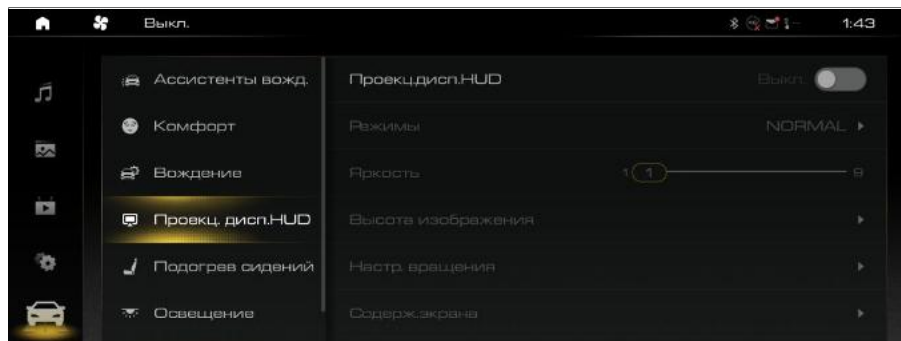 Выкл.
1:43
Ассистенты вожд.
Проекц.дисп.HUD
Выкл.
Комфорт
Режимы
NORMAL
Вождение
Яркость
1 1 9
Проекц. дисп.HUD
Высота изображения
Подогрев сидений
Настр. вращения
Освещение
Содерж.экрана